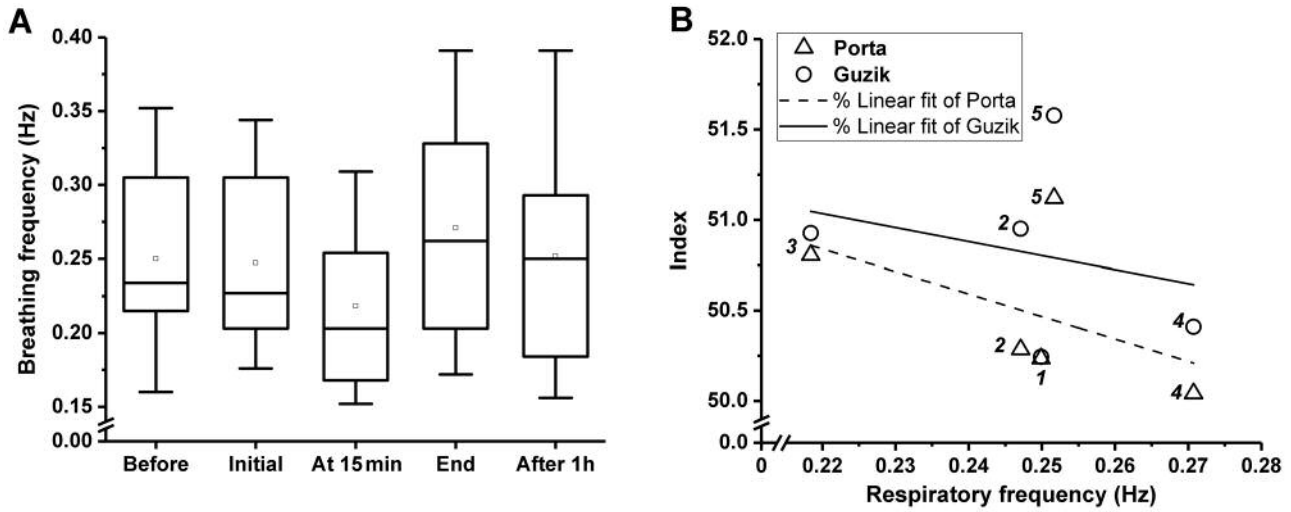 A
Breathing frequency (Hz)
0.40
0.35
0.30
0.25
0.20
0.15
0.00
Before Initial At 15min End After 1h
B
Index
52.0
51.5
51.0
50.5
50.0
0.0
Porta
Guzik
% Linear fit of Porta
% Linear fit of Guzik
5
5
2
3
4
2
1
4
0 0.22 0.23 0.24 0.25 0.26 0.27 0.28
Respiratory frequency (Hz)